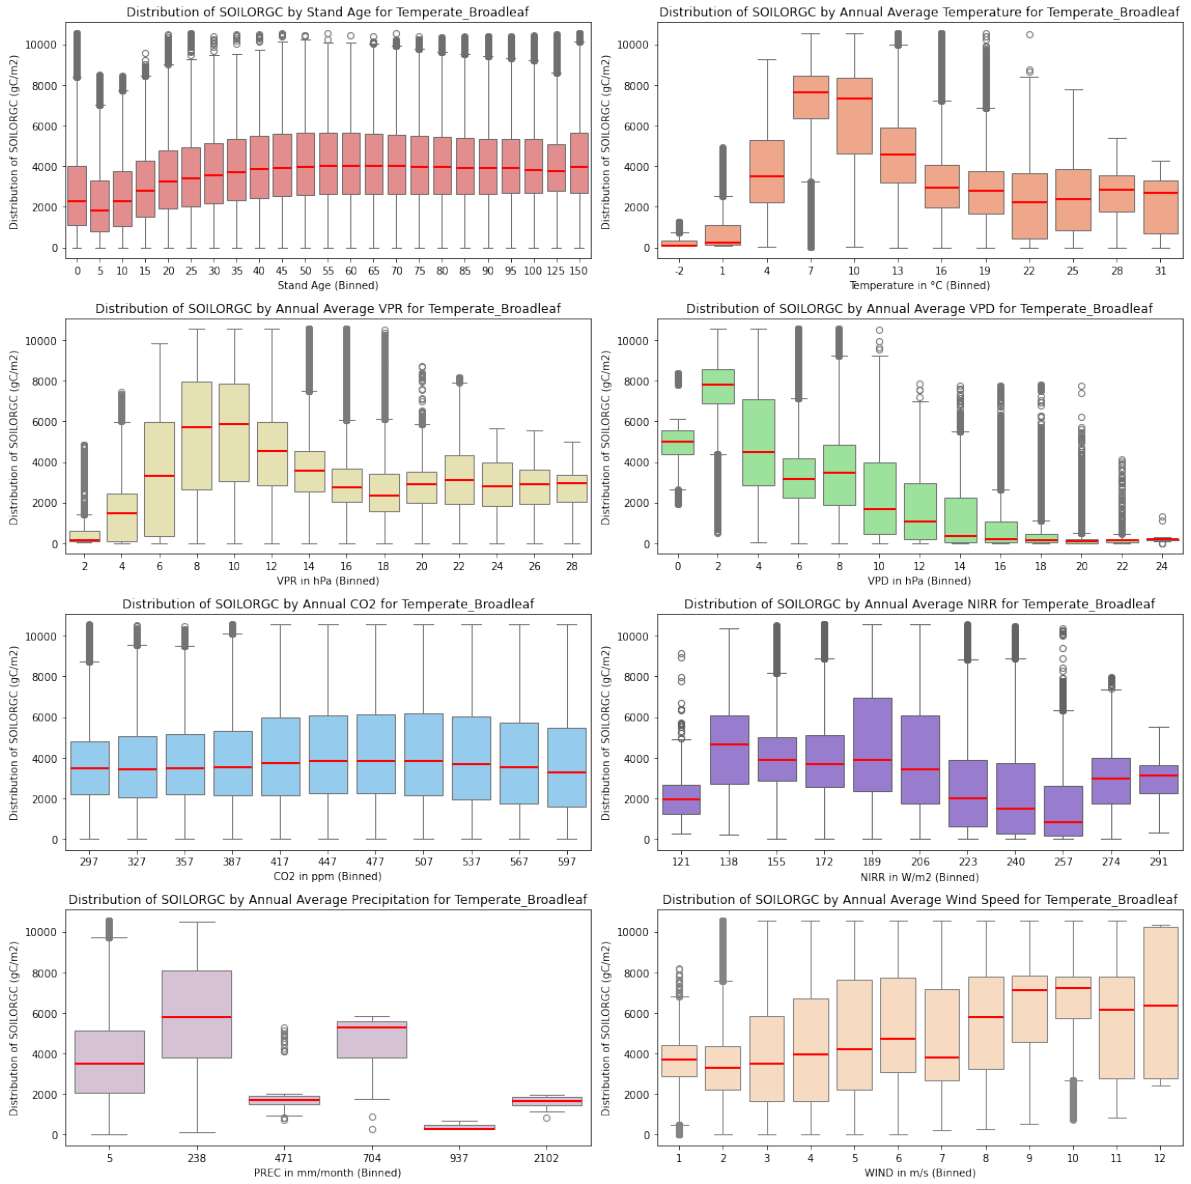 Distribution of SOILORGC by Stand Age for Temperate_Broadleaf
Distribution of SOILORGC (gC/m2)
10000
8000
6000
4000
2000
0
0 5 10 15 20 25 30 35 40 45 50 55 60 65 70 75 80 85 90 95 100 125 150
Stand Age (Binned)
Distribution of SOILORGC by Annual Average Temperature for Temperate_Broadleaf
Distribution of SOILORGC (gC/m2)
10000
8000
6000
4000
2000
0
-2 1 4 7 10 13 16 19 22 25 28 31
Temperature in °C (Binned)
Distribution of SOILORGC by Annual Average VPR for Temperate_Broadleaf
Distribution of SOILORGC (gC/m2)
10000
8000
6000
4000
2000
0
2 4 6 8 10 12 14 16 18 20 22 24 26 28
VPR in hPa (Binned)
Distribution of SOILORGC by Annual Average VPD for Temperate_Broadleaf
Distribution of SOILORGC (gC/m2)
10000
8000
6000
4000
2000
0
0 2 4 6 8 10 12 14 16 18 20 22 24
VPD in hPa (Binned)
Distribution of SOILORGC by Annual CO2 for Temperate_Broadleaf
Distribution of SOILORGC (gC/m2)
10000
8000
6000
4000
2000
0
297 327 357 387 417 447 477 507 537 567 597
CO2 in ppm (Binned)
Distribution of SOILORGC by Annual Average NIRR for Temperate_Broadleaf
Distribution of SOILORGC (gC/m2)
10000
8000
6000
4000
2000
0
121 138 155 172 189 206 223 240 257 274 291
NIRR in W/m2 (Binned)
Distribution of SOILORGC by Annual Average Precipitation for Temperate_Broadleaf
Distribution of SOILORGC (gC/m2)
10000
8000
6000
4000
2000
0
5 238 471 704 937 2102
PREC in mm/month (Binned)
Distribution of SOILORGC by Annual Average Wind Speed for Temperate_Broadleaf
Distribution of SOILORGC (gC/m2)
10000
8000
6000
4000
2000
0
1 2 3 4 5 6 7 8 9 10 11 12
WIND in m/s (Binned)